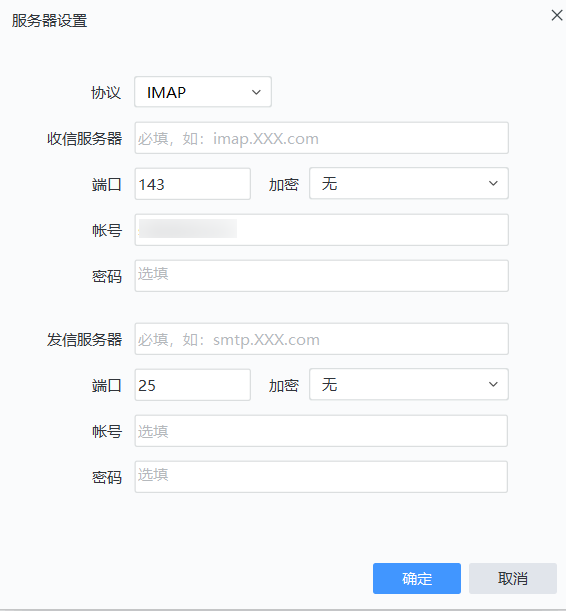 服务器设置
协议 IMAP
收信服务器 必填，如：imap.XXX.com
端口 143 加密 无
帐号
密码 选填
发信服务器 必填，如：smtp.XXX.com
端口 25 加密 无
帐号 选填
密码 选填
确定 取消